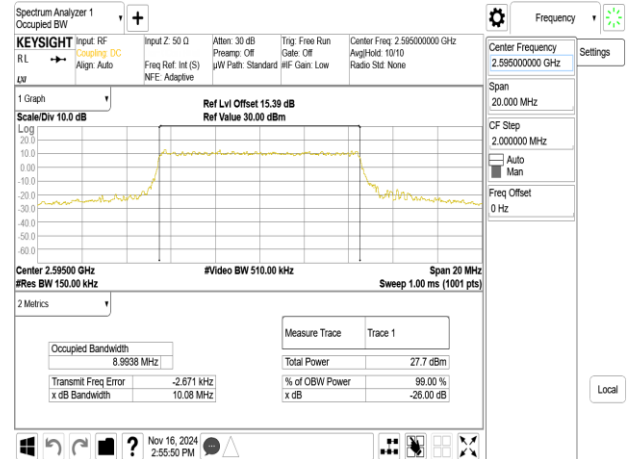 Spectrum Analyzer 1
Occupied BW
Frequency
KEYSIGHT
Input: RF
Coupling: DC
Align: Auto
Input Z: 50 Ω
Freq Ref: Int (S)
NFE: Adaptive
Atten: 30 dB
Preamp: Off
µW Path: Standard
Trig: Free Run
Gate: Off
#IF Gain: Low
Center Freq: 2.595000000 GHz
Avg|Hold: 10/10
Radio Std: None
RL
LXI
Center Frequency
2.595000000 GHz
Settings
Span
20.000 MHz
CF Step
2.000000 MHz
Auto
Man
Freq Offset
0 Hz
Local
1 Graph
Scale/Div 10.0 dB
Ref Lvl Offset 15.39 dB
Ref Value 30.00 dBm
Log
20.0
10.0
0.00
-10.0
-20.0
-30.0
-40.0
-50.0
-60.0
Center 2.59500 GHz
#Video BW 510.00 kHz
Span 20 MHz
#Res BW 150.00 kHz
Sweep 1.00 ms (1001 pts)
2 Metrics
Measure Trace Trace 1
Occupied Bandwidth
8.9938 MHz
Total Power 27.7 dBm
Transmit Freq Error -2.671 kHz
% of OBW Power 99.00 %
x dB Bandwidth 10.08 MHz
x dB -26.00 dB
Nov 16, 2024
2:55:50 PM